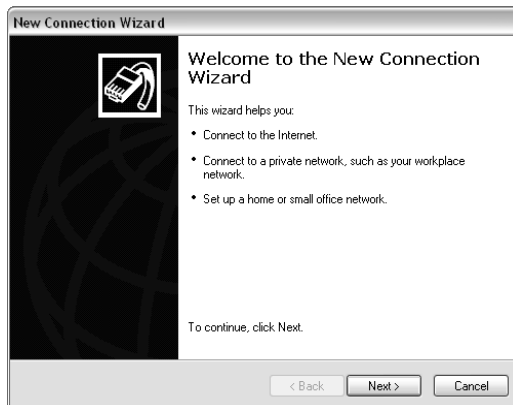 New Connection Wizard
Welcome to the New Connection
Wizard
This wizard helps you:
• Connect to the Internet.
• Connect to a private network, such as your workplace
network.
• Set up a home or small office network.
To continue, click Next.
< Back
Next >
Cancel